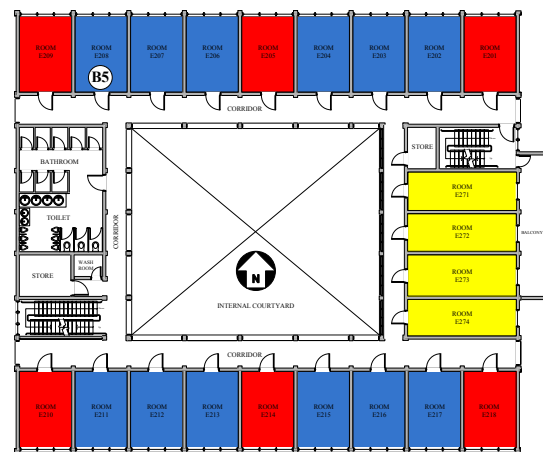 ROOM
E209
ROOM
E208
ROOM
E207
ROOM
E206
ROOM
E205
ROOM
E204
ROOM
E203
ROOM
E202
ROOM
E201
B5
CORRIDOR
STORE
BATHROOM
ROOM
E271
TOILET
CORRIDOR
ROOM
E272
BALCONY
WASH
ROOM
STORE
N
ROOM
E273
INTERNAL COURTYARD
ROOM
E274
CORRIDOR
ROOM
E210
ROOM
E211
ROOM
E212
ROOM
E213
ROOM
E214
ROOM
E215
ROOM
E216
ROOM
E217
ROOM
E218